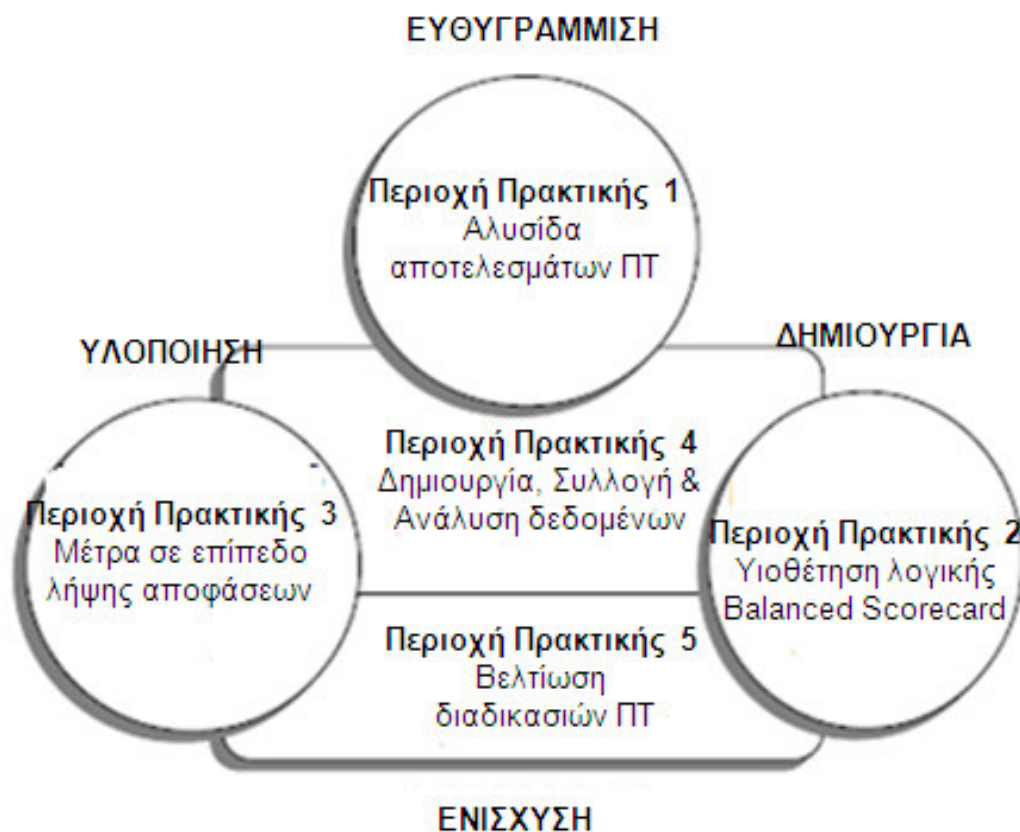 ΕΥΘΥΓΡΑΜΜΙΣΗ
Περιοχή Πρακτικής 1
Αλυσίδα
αποτελεσμάτων ΠΤ
ΥΛΟΠΟΙΗΣΗ
ΔΗΜΙΟΥΡΓΙΑ
Περιοχή Πρακτικής 4
Δημιουργία, Συλλογή &
Ανάλυση δεδομένων
Περιοχή Πρακτικής 3
Μέτρα σε επίπεδο
λήψης αποφάσεων
Περιοχή Πρακτικής 2
Υιοθέτηση λογικής
Balanced Scorecard
Περιοχή Πρακτικής 5
Βελτίωση
διαδικασιών ΠΤ
ΕΝΙΣΧΥΣΗ